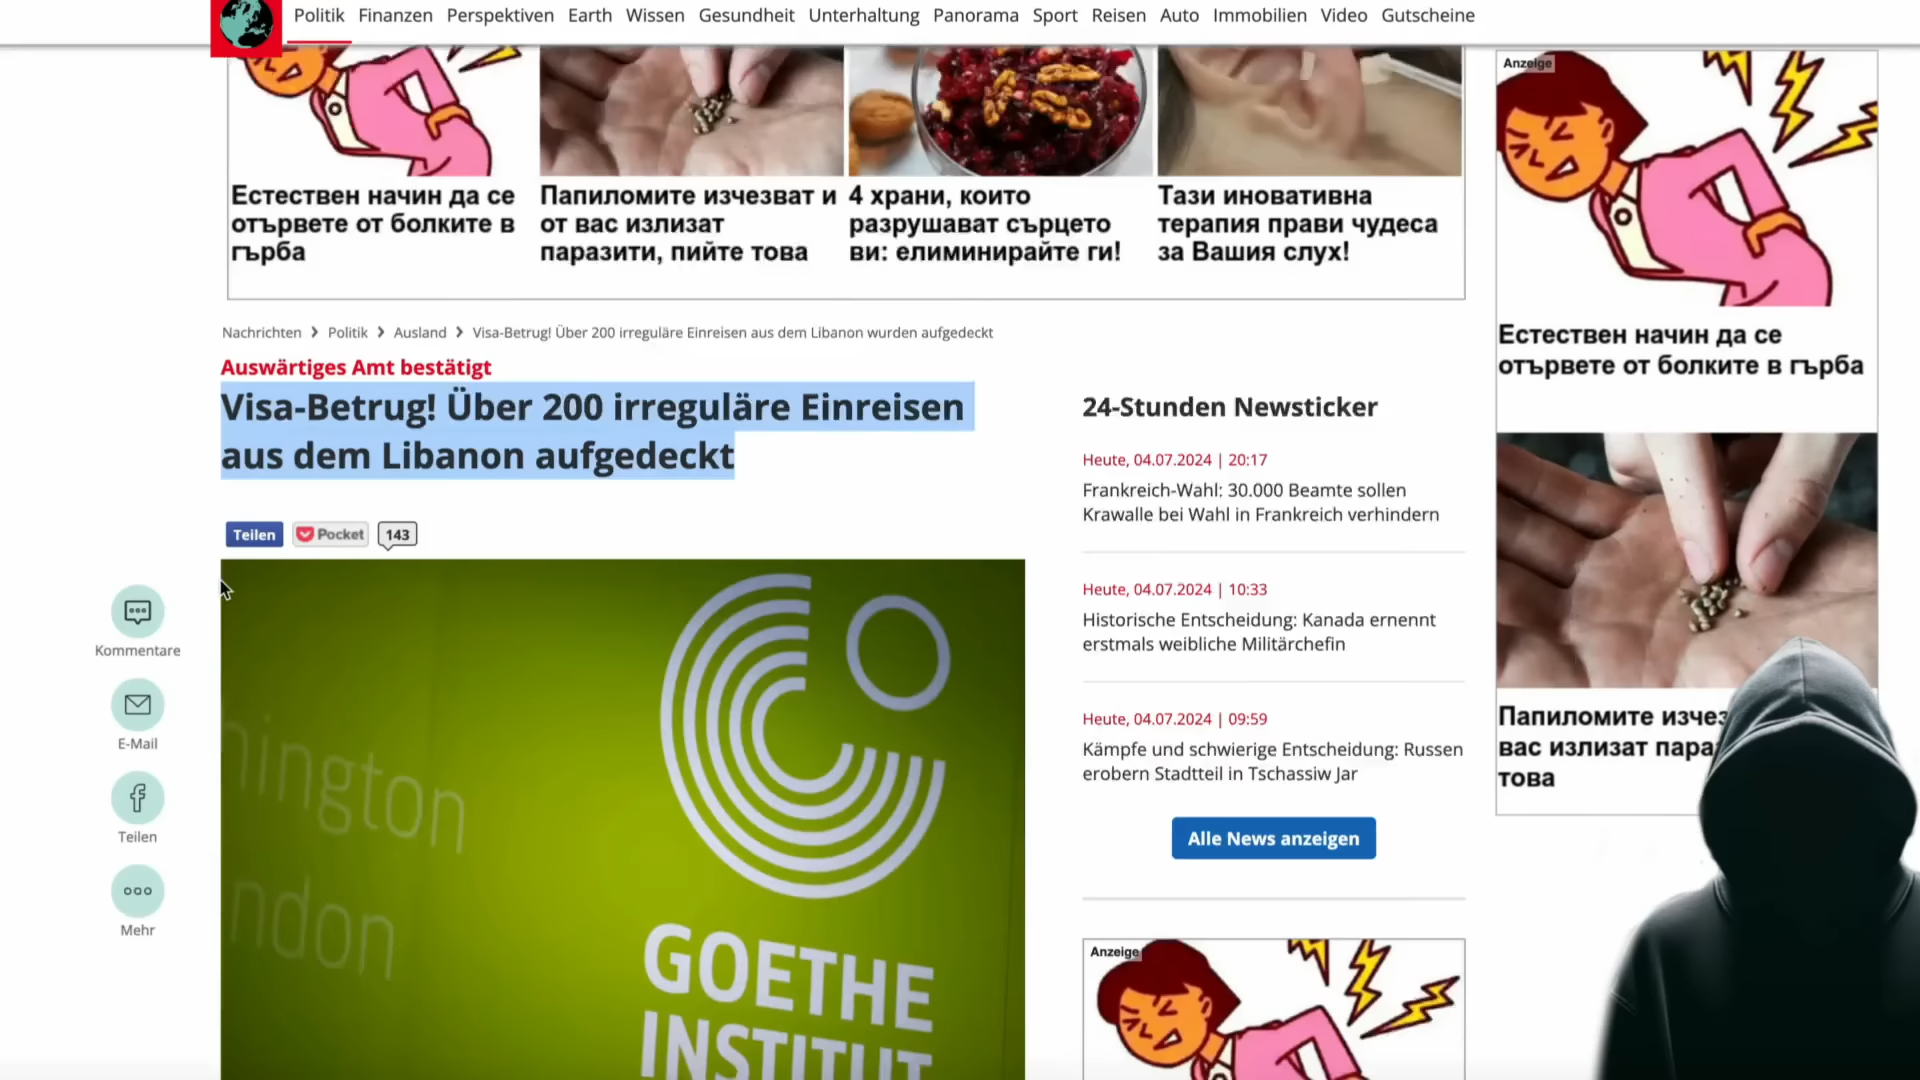 Politik Finanzen Perspektiven Earth Wissen Gesundheit Unterhaltung Panorama Sport Reisen Auto Immobilien Video Gutscheine
Естествен начин да се
отървете от болките в
гърба
Папиломите изчезват и
от вас излизат
паразити, пийте това
4 храни, които
разрушават сърцето
ви: елиминирайте ги!
Тази иновативна
терапия прави чудеса
за Вашия слух!
Nachrichten > Politik > Ausland > Visa-Betrug! Über 200 irreguläre Einreisen aus dem Libanon wurden aufgedeckt
Auswärtiges Amt bestätigt
Visa-Betrug! Über 200 irreguläre Einreisen
aus dem Libanon aufgedeckt
Teilen Pocket 143
Kommentare
E-Mail
Teilen
Mehr
hington
ndon
GOETHE
INSTITUT
24-Stunden Newsticker
Heute, 04.07.2024 | 20:17
Frankreich-Wahl: 30.000 Beamte sollen
Krawalle bei Wahl in Frankreich verhindern
Heute, 04.07.2024 | 10:33
Historische Entscheidung: Kanada ernennt
erstmals weibliche Militärchefin
Heute, 04.07.2024 | 09:59
Kämpfe und schwierige Entscheidung: Russen
erobern Stadtteil in Tschassiw Jar
Alle News anzeigen
Anzeige
Anzeige
Естествен начин да се
отървете от болките в гърба
Папиломите изчез
вас излизат пара
това